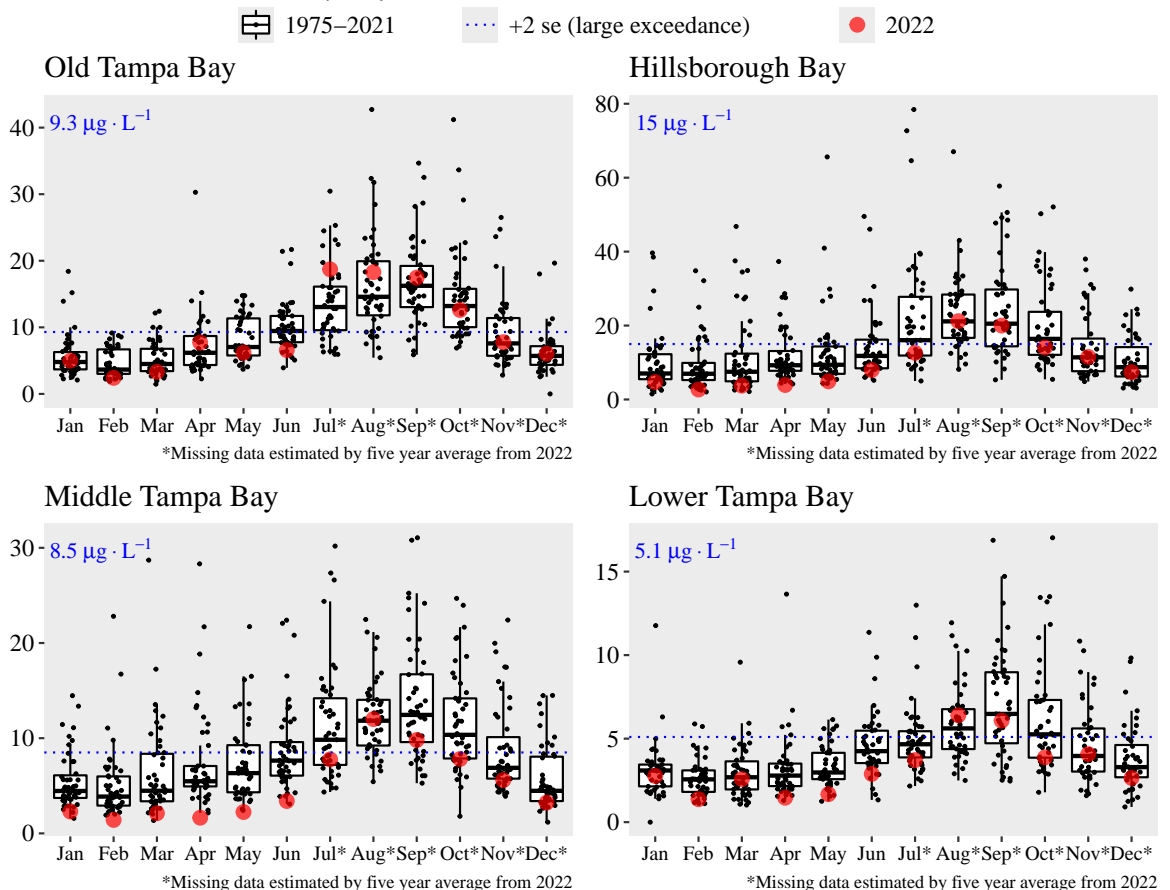 1975−2021 +2 se (large exceedance) 2022
Old Tampa Bay
9.3 μg · L⁻¹
40
30
20
10
0
Jan Feb Mar Apr May Jun Jul* Aug* Sep* Oct* Nov* Dec*
*Missing data estimated by five year average from 2022
Hillsborough Bay
15 μg · L⁻¹
80
60
40
20
0
Jan Feb Mar Apr May Jun Jul* Aug* Sep* Oct* Nov* Dec*
*Missing data estimated by five year average from 2022
Middle Tampa Bay
8.5 μg · L⁻¹
30
20
10
0
Jan Feb Mar Apr May Jun Jul* Aug* Sep* Oct* Nov* Dec*
*Missing data estimated by five year average from 2022
Lower Tampa Bay
5.1 μg · L⁻¹
15
10
5
0
Jan Feb Mar Apr May Jun Jul* Aug* Sep* Oct* Nov* Dec*
*Missing data estimated by five year average from 2022